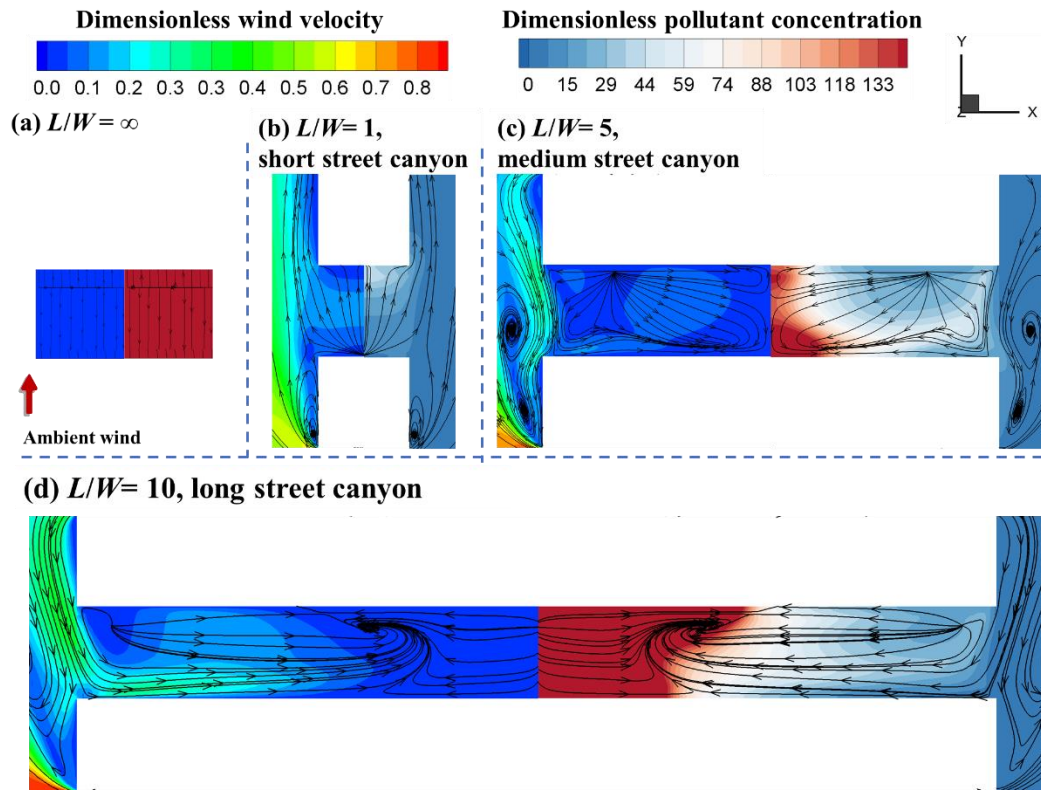 Dimensionless wind velocity
Dimensionless pollutant concentration
0.0 0.1 0.2 0.3 0.3 0.4 0.5 0.6 0.7 0.8
0 15 29 44 59 74 88 103 118 133
Y
Z X
(a) L/W = ∞
(b) L/W= 1,
short street canyon
(c) L/W= 5,
medium street canyon
Ambient wind
(d) L/W= 10, long street canyon